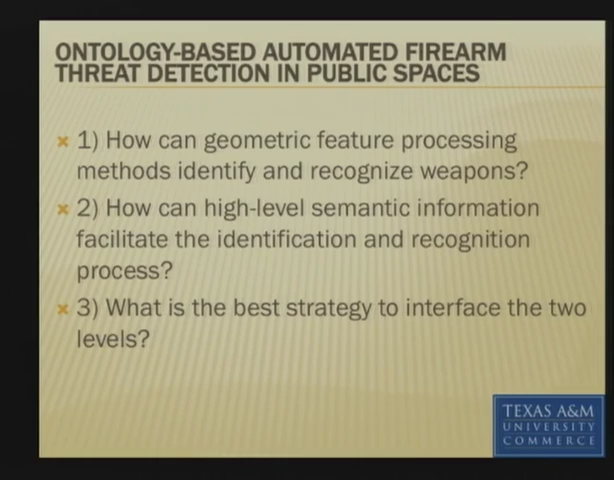 ONTOLOGY-BASED AUTOMATED FIREARM
THREAT DETECTION IN PUBLIC SPACES
1) How can geometric feature processing
methods identify and recognize weapons?
2) How can high-level semantic information
facilitate the identification and recognition
process?
3) What is the best strategy to interface the two
levels?
TEXAS A&M
UNIVERSITY
COMMERCE